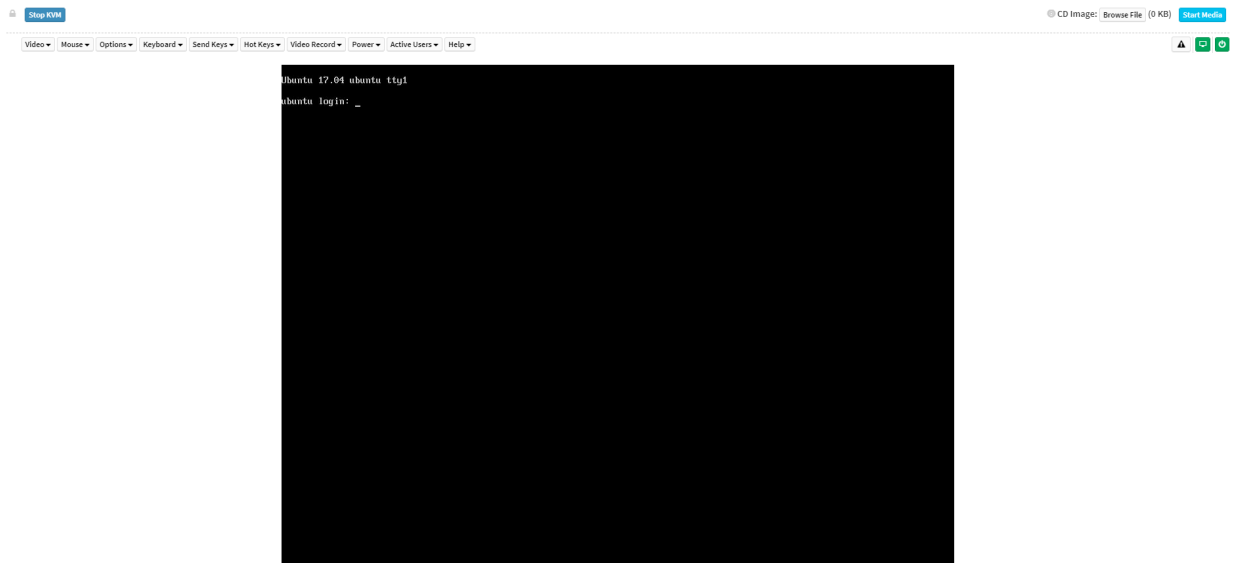 Stop KVM CD Image: Browse File (0 KB) Start Media
Video Mouse Options Keyboard Send Keys Hot Keys Video Record Power Active Users Help
Ubuntu 17.04 ubuntu tty1
ubuntu login: _